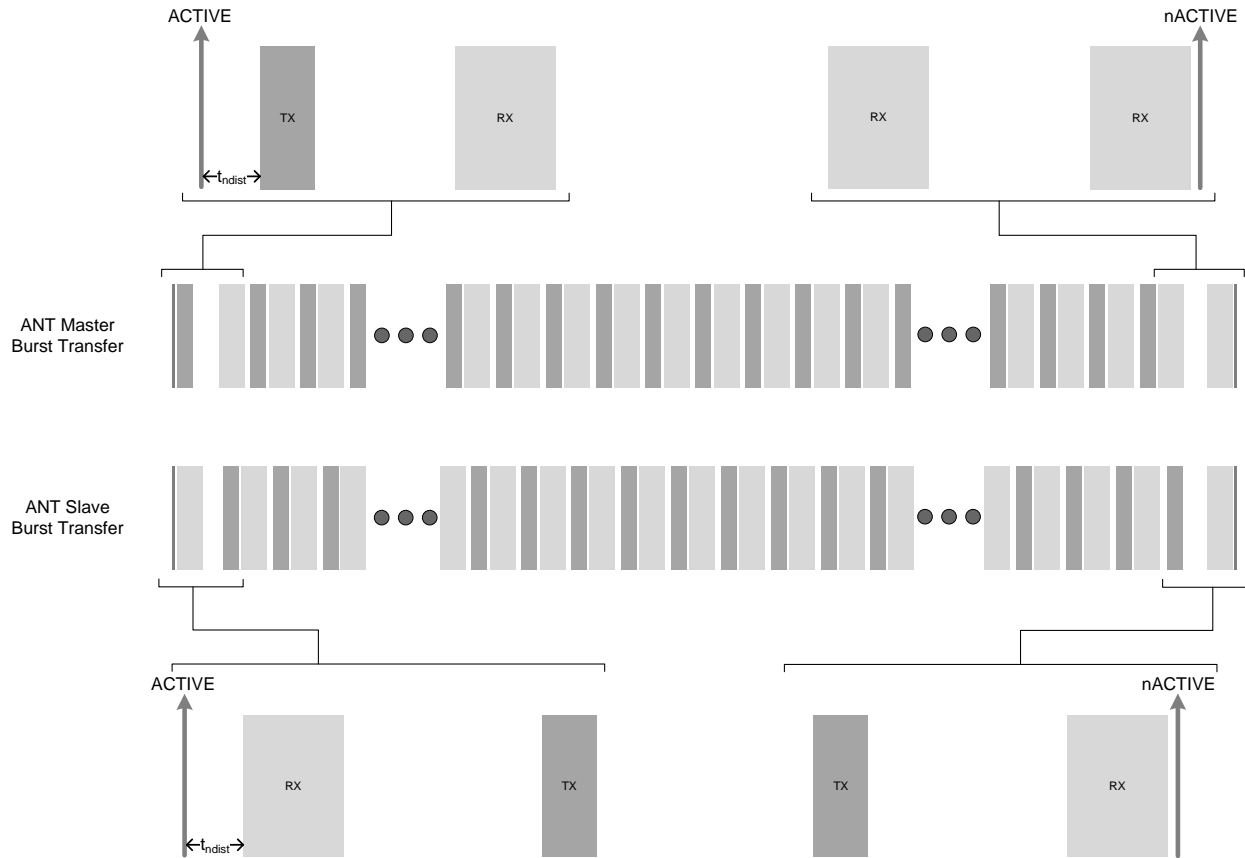 ACTIVE
nACTIVE
TX
RX
RX
RX
tndist
ANT Master
Burst Transfer
ANT Slave
Burst Transfer
ACTIVE
nACTIVE
RX
TX
TX
RX
tndist